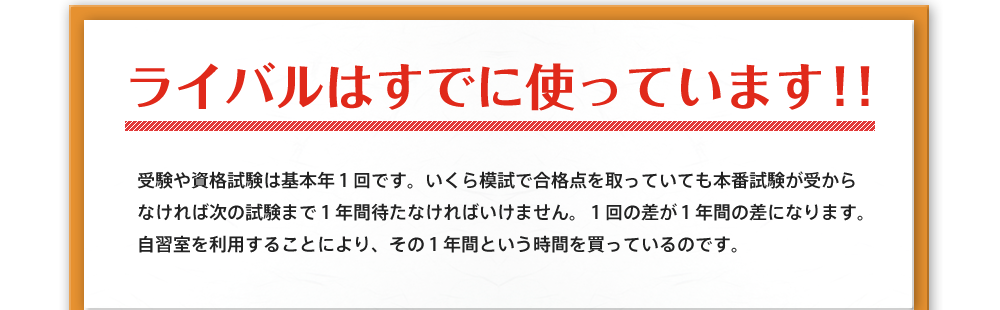 ライバルはすでに使っています!!
受験や資格試験は基本年１回です。いくら模試で合格点を取っていても本番試験が受から
なければ次の試験まで１年間待たなければいけません。１回の差が１年間の差になります。
自習室を利用することにより、その１年間という時間を買っているのです。